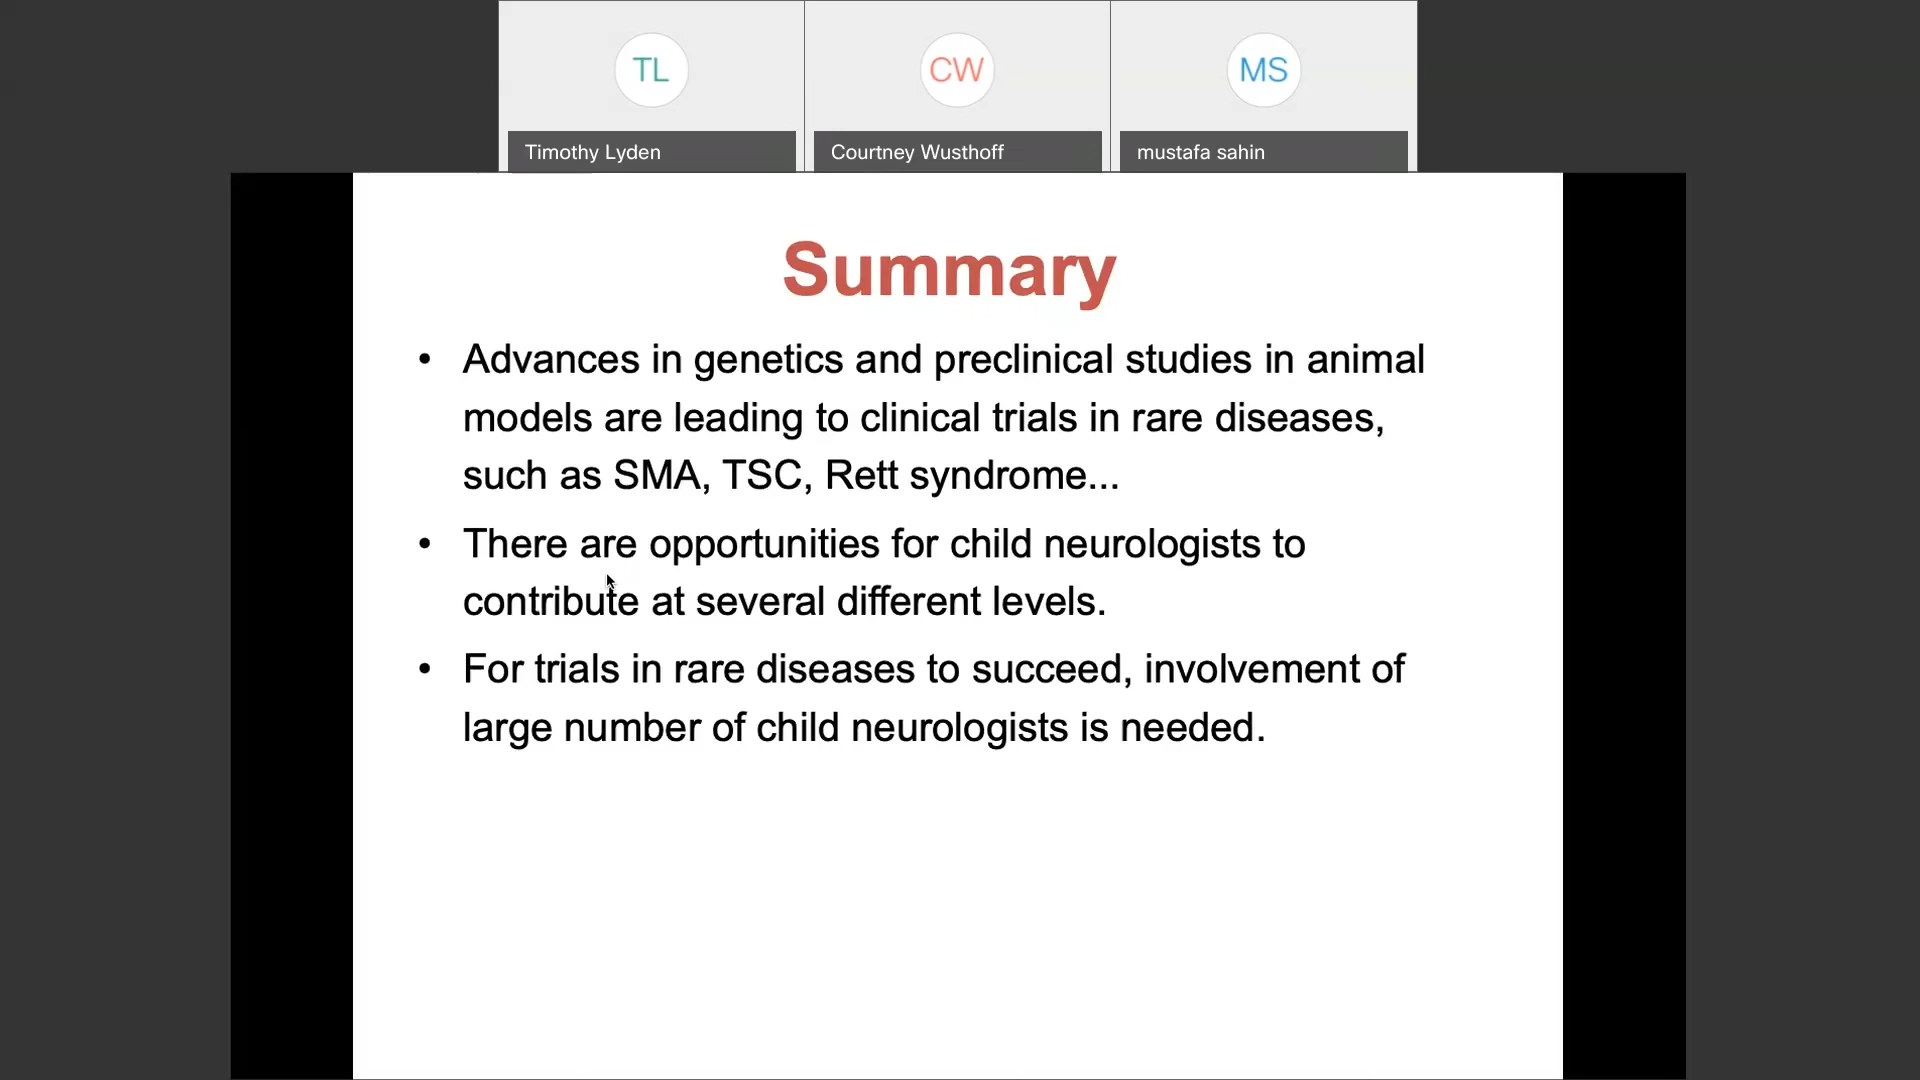 TL
CW
MS
Timothy Lyden
Courtney Wusthoff
mustafa sahin
Summary
• Advances in genetics and preclinical studies in animal
models are leading to clinical trials in rare diseases,
such as SMA, TSC, Rett syndrome...
• There are opportunities for child neurologists to
contribute at several different levels.
• For trials in rare diseases to succeed, involvement of
large number of child neurologists is needed.